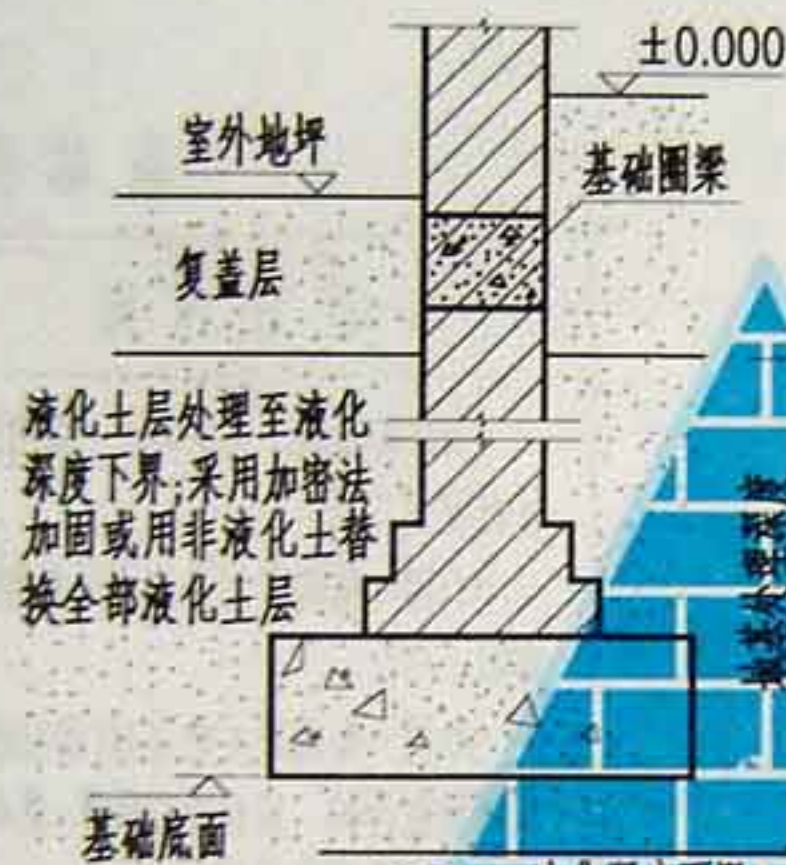 ±0.000
室外地坪
基础圈梁
复盖层
液化土层处理至液化
深度下界;采用加密法
加固或用非液化土替
换全部液化土层
基础底面